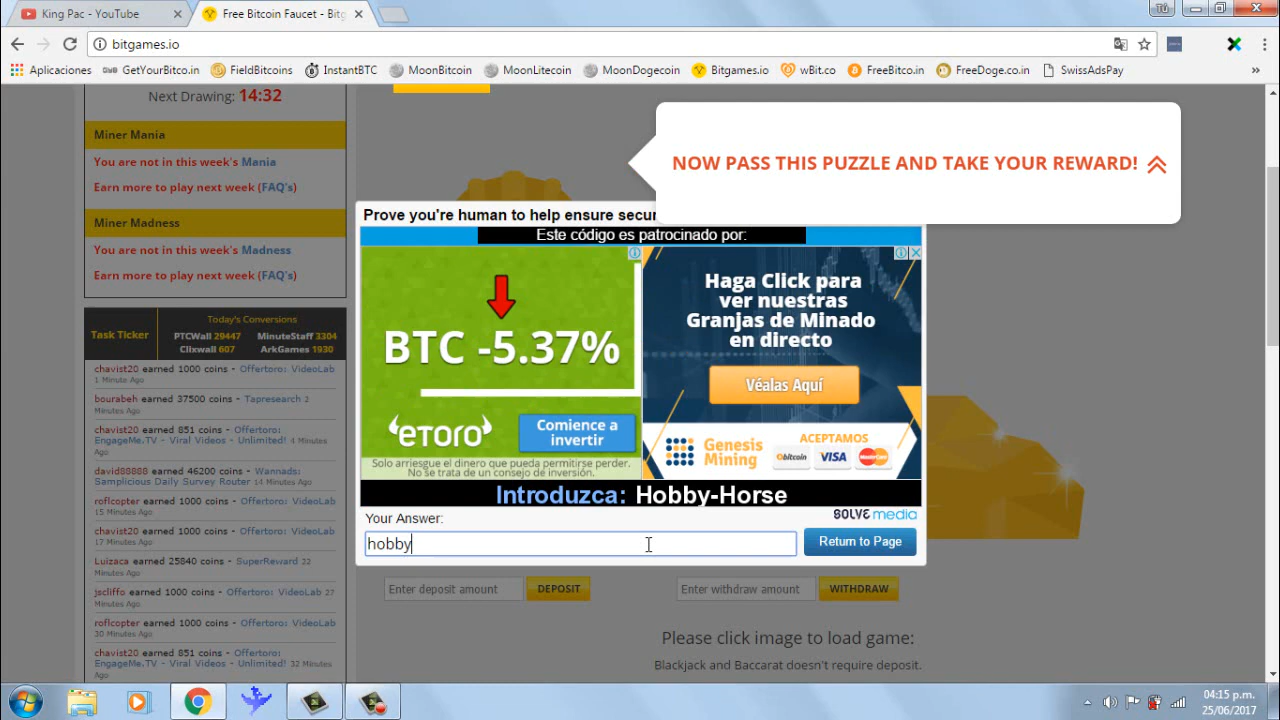 King Pac - YouTube
Free Bitcoin Faucet - Bitg
bitgames.io
Aplicaciones
GetYourBitco.in
FieldBitcoins
InstantBTC
MoonBitcoin
MoonLitecoin
MoonDogecoin
Bitgames.io
wBit.co
FreeBitco.in
FreeDoge.co.in
SwissAdsPay
Next Drawing: 14:32
Miner Mania
You are not in this week's Mania
Earn more to play next week (FAQ's)
Miner Madness
You are not in this week's Madness
Earn more to play next week (FAQ's)
Task Ticker
Today's Conversions
PTCWall 29447 MinuteStaff 3304
Clixwall 607 ArkGames 1930
chavist20 earned 1000 coins - Offertoro: VideoLab
1 Minute Ago
bourabeh earned 37500 coins - Tapresearch 2
Minutes Ago
chavist20 earned 851 coins - Offertoro:
EngageMe.TV - Viral Videos - Unlimited! 4 Minutes
Ago
david88888 earned 46200 coins - Wannads:
Samplicious Daily Survey Router 14 Minutes Ago
roflcopter earned 1000 coins - Offertoro: VideoLab
15 Minutes Ago
chavist20 earned 1000 coins - Offertoro: VideoLab
17 Minutes Ago
Luizaca earned 25840 coins - SuperReward 22
Minutes Ago
jscliffo earned 1000 coins - Offertoro: VideoLab 27
Minutes Ago
roflcopter earned 1000 coins - Offertoro: VideoLab
30 Minutes Ago
chavist20 earned 851 coins - Offertoro:
EngageMe.TV - Viral Videos - Unlimited! 32 Minutes
NOW PASS THIS PUZZLE AND TAKE YOUR REWARD!
Prove you're human to help ensure secur
Este código es patrocinado por:
BTC -5.37%
eToro
Comience a
invertir
Solo arriesgue el dinero que pueda permitirse perder.
No se trata de un consejo de inversión.
Haga Click para
ver nuestras
Granjas de Minado
en directo
Véalas Aquí
Genesis
Mining
ACEPTAMOS
bitcoin
VISA
MasterCard
Introduzca: Hobby-Horse
Your Answer:
SOLVE media
hobby
Return to Page
Enter deposit amount
DEPOSIT
Enter withdraw amount
WITHDRAW
Please click image to load game:
Blackjack and Baccarat doesn't require deposit.
04:15 p.m.
25/06/2017